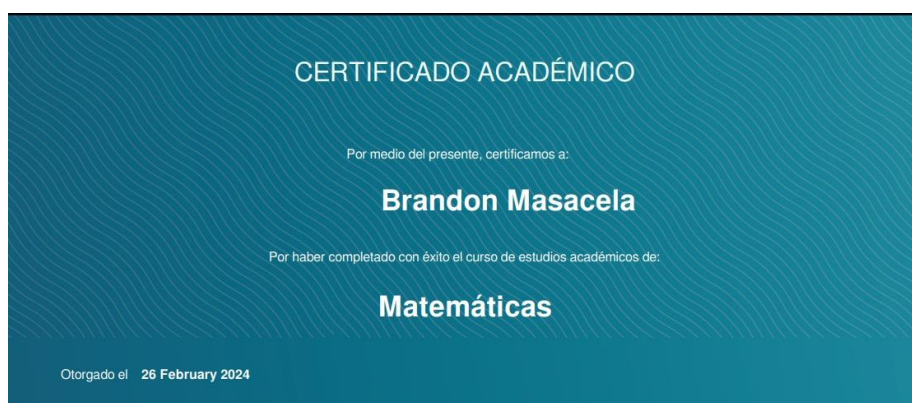 CERTIFICADO ACADÉMICO
Por medio del presente, certificamos a:
Brandon Masacela
Por haber completado con éxito el curso de estudios académicos de:
Matemáticas
Otorgado el 26 February 2024